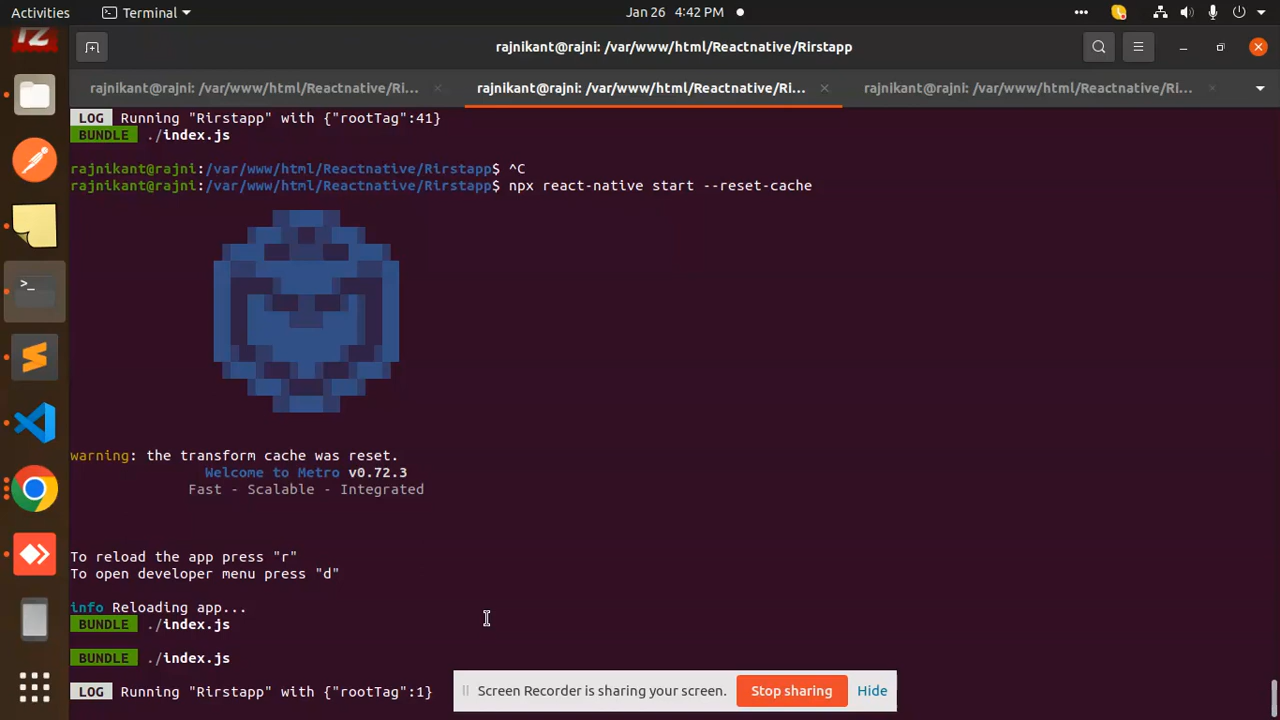 Activities
Terminal
Jan 26 4:42 PM
rajnikant@rajni: /var/www/html/Reactnative/Rirstapp
rajnikant@rajni: /var/www/html/Reactnative/Ri...
rajnikant@rajni: /var/www/html/Reactnative/Ri...
rajnikant@rajni: /var/www/html/Reactnative/Ri...
LOG Running "Rirstapp" with {"rootTag":41}
BUNDLE ./index.js
rajnikant@rajni:/var/www/html/Reactnative/Rirstapp$ ^C
rajnikant@rajni:/var/www/html/Reactnative/Rirstapp$ npx react-native start --reset-cache
warning: the transform cache was reset.
Welcome to Metro v0.72.3
Fast - Scalable - Integrated
To reload the app press "r"
To open developer menu press "d"
info Reloading app...
BUNDLE ./index.js
BUNDLE ./index.js
LOG Running "Rirstapp" with {"rootTag":1}
Screen Recorder is sharing your screen.
Stop sharing
Hide